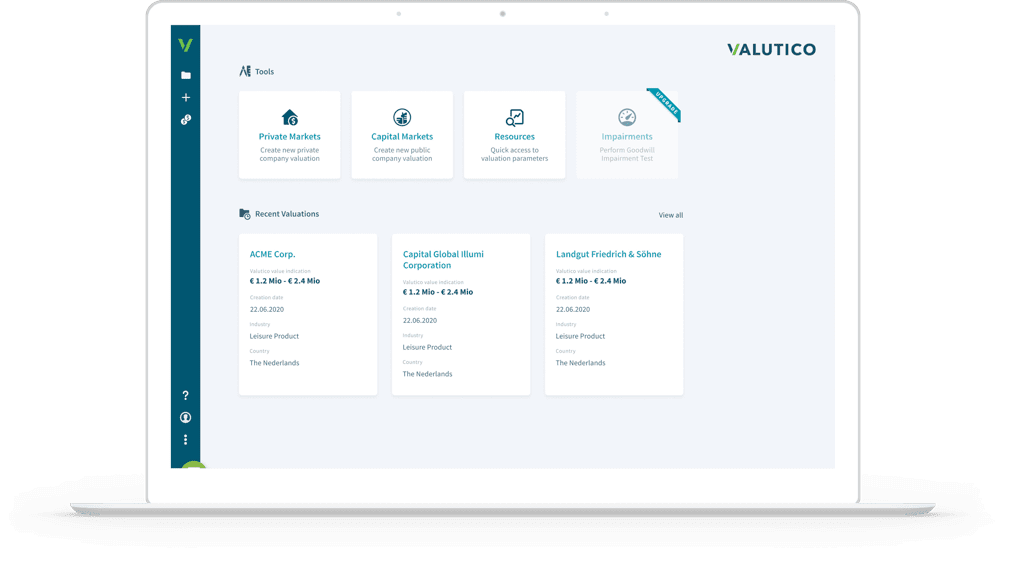 VALUTICO
Tools
UPGRADE
Private Markets
Create new private
company valuation
Capital Markets
Create new public
company valuation
Resources
Quick access to
valuation parameters
Impairments
Perform Goodwill
Impairment Test
Recent Valuations
View all
ACME Corp.
Valutico value indication
€ 1.2 Mio - € 2.4 Mio
Creation date
22.06.2020
Industry
Leisure Product
Country
The Nederlands
Capital Global Illumi
Corporation
Valutico value indication
€ 1.2 Mio - € 2.4 Mio
Creation date
22.06.2020
Industry
Leisure Product
Country
The Nederlands
Landgut Friedrich & Söhne
Valutico value indication
€ 1.2 Mio - € 2.4 Mio
Creation date
22.06.2020
Industry
Leisure Product
Country
The Nederlands